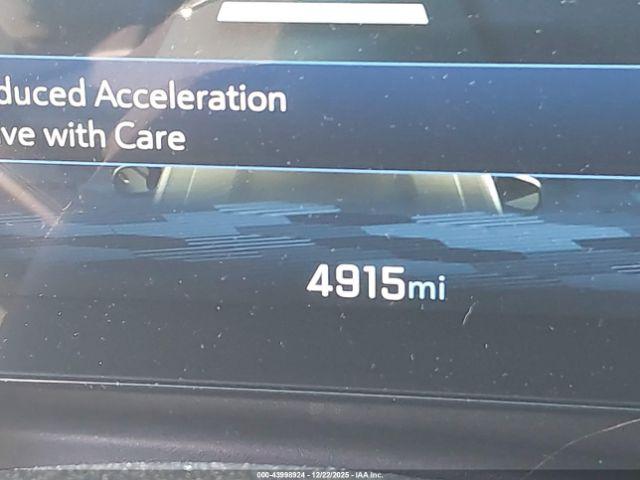 duced Acceleration
ve with Care
4915mi
000-43998924 - 12/22/2025 - IAA Inc.